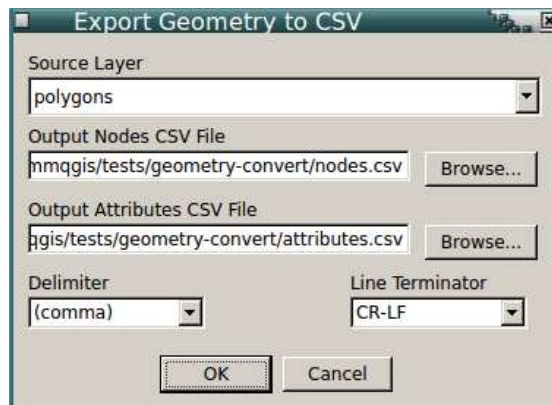 Export Geometry to CSV
Source Layer
polygons
Output Nodes CSV File
nmqgis/tests/geometry-convert/nodes.csv
Browse...
Output Attributes CSV File
qgis/tests/geometry-convert/attributes.csv
Browse...
Delimiter
Line Terminator
(comma)
CR-LF
OK
Cancel